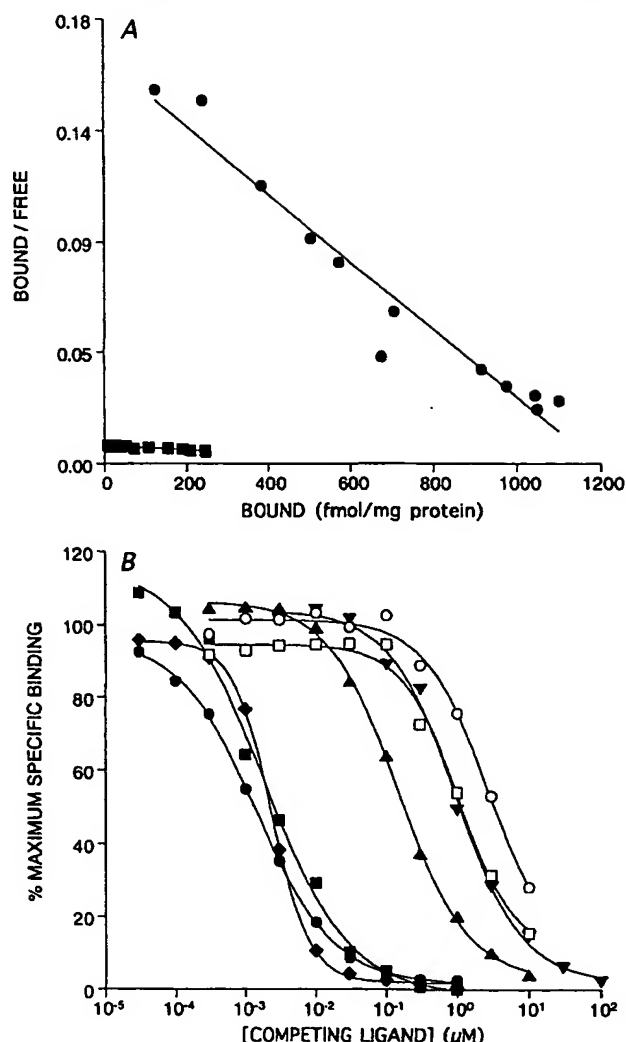 A
0.18
0.14
0.09
0.05
0.00
BOUND / FREE
0 200 400 600 800 1000 1200
BOUND (fmol/mg protein)
B
120
100
80
60
40
20
0
% MAXIMUM SPECIFIC BINDING
10⁻⁵ 10⁻⁴ 10⁻³ 10⁻² 10⁻¹ 10⁰ 10¹ 10²
[COMPETING LIGAND] (μM)